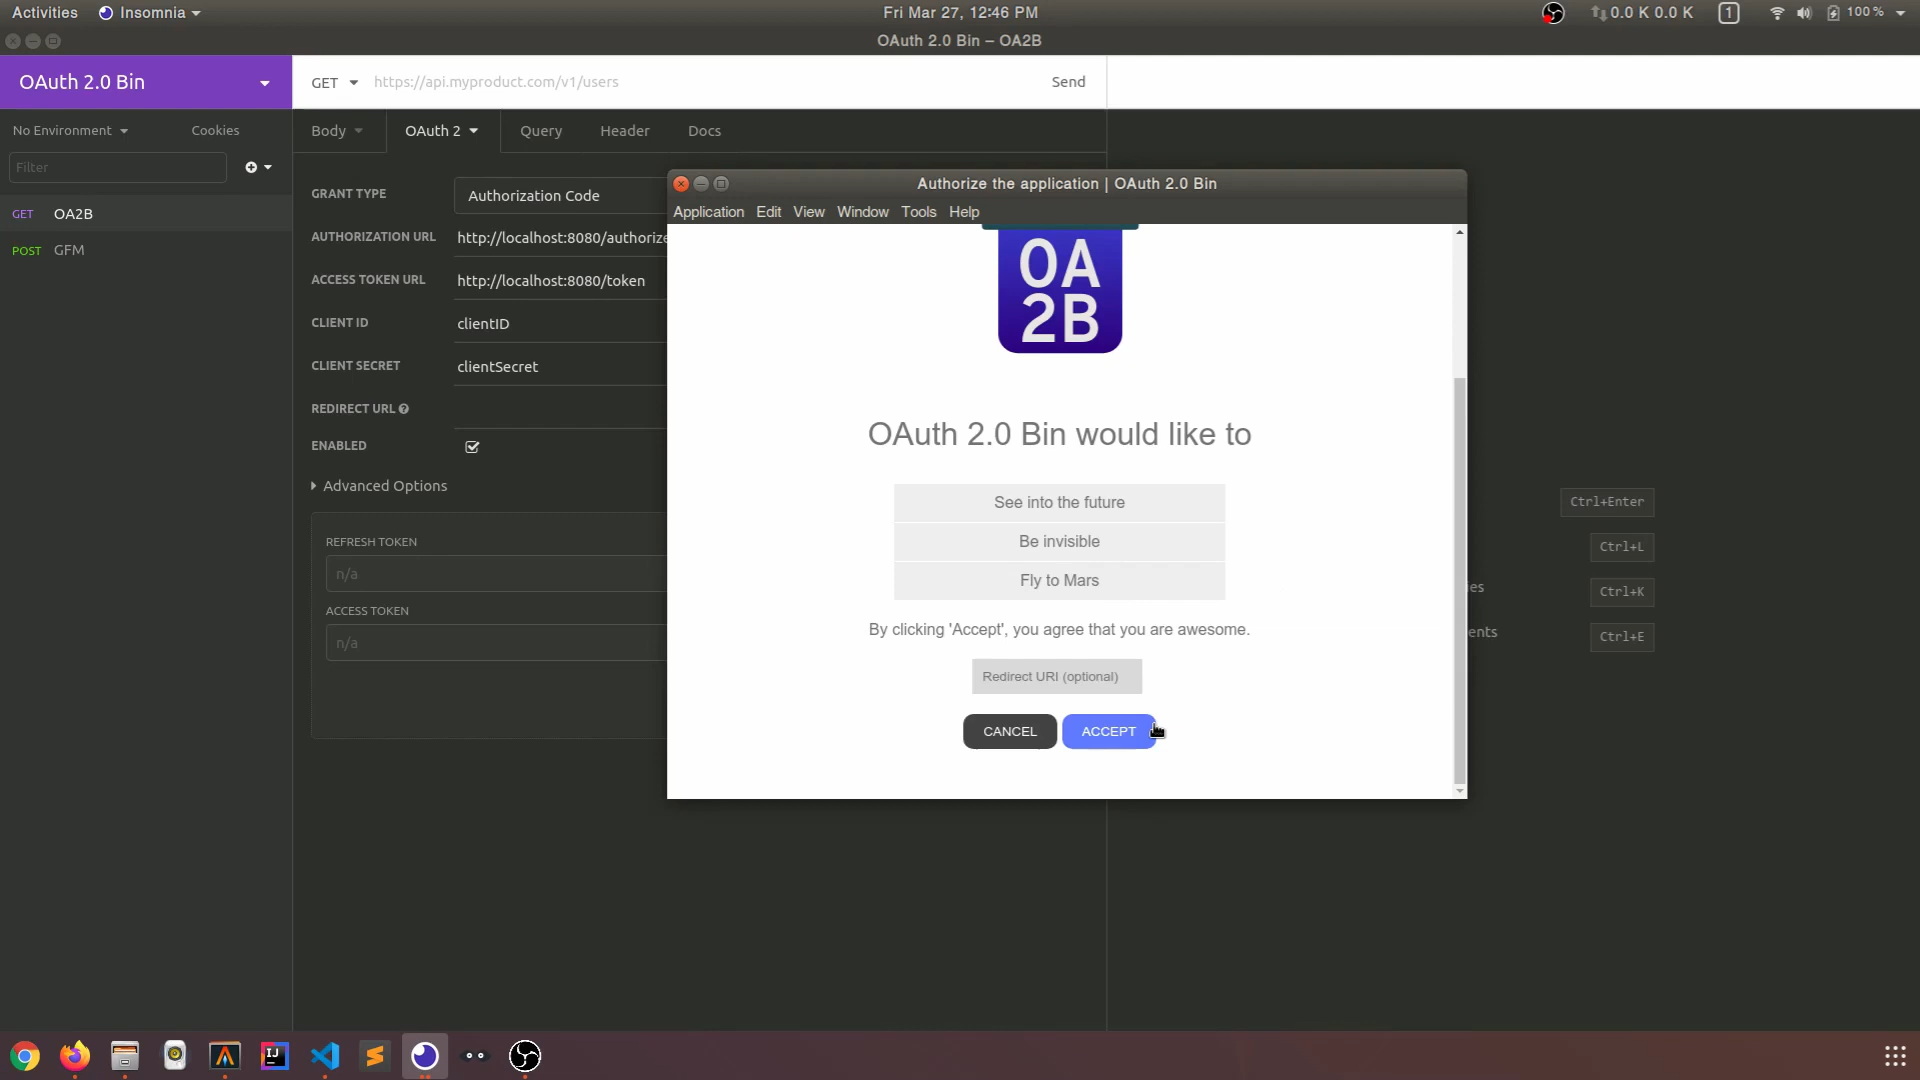 Activities
Insomnia
Fri Mar 27, 12:46 PM
0.0 K 0.0 K
1
100 %
OAuth 2.0 Bin – OA2B
OAuth 2.0 Bin
GET
https://api.myproduct.com/v1/users
Send
No Environment
Cookies
Body
OAuth 2
Query
Header
Docs
Filter
GET OA2B
POST GFM
GRANT TYPE
Authorization Code
AUTHORIZATION URL
http://localhost:8080/authorize
ACCESS TOKEN URL
http://localhost:8080/token
CLIENT ID
clientID
CLIENT SECRET
clientSecret
REDIRECT URL
ENABLED
Advanced Options
REFRESH TOKEN
n/a
ACCESS TOKEN
n/a
Authorize the application | OAuth 2.0 Bin
Application Edit View Window Tools Help
OA
2B
OAuth 2.0 Bin would like to
See into the future
Be invisible
Fly to Mars
By clicking 'Accept', you agree that you are awesome.
Redirect URI (optional)
CANCEL
ACCEPT
Ctrl+Enter
Ctrl+L
ies
Ctrl+K
ents
Ctrl+E
IJ